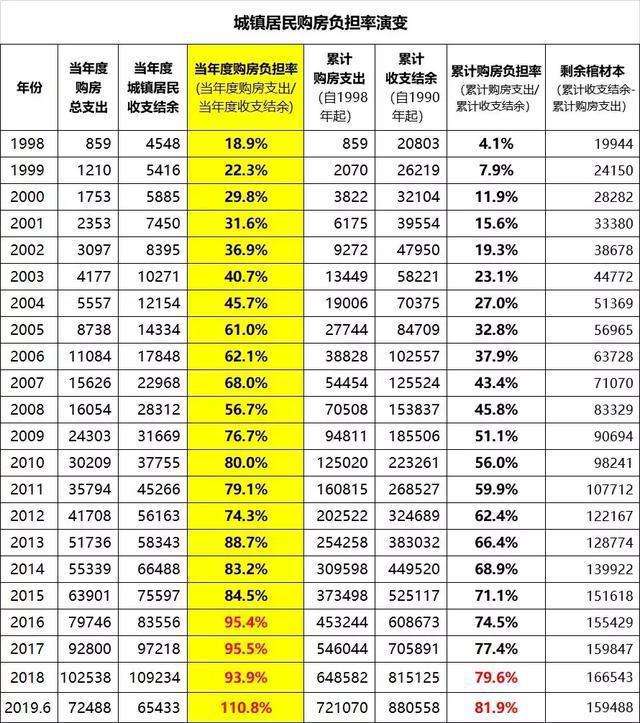 城镇居民购房负担率演变
年份 当年度购房总支出 当年度城镇居民收支结余 当年度购房负担率(当年度购房支出/当年度收支结余) 累计购房支出(自1998年起) 累计收支结余(自1990年起) 累计购房负担率(累计购房支出/累计收支结余) 剩余棺材本(累计收支结余-累计购房支出)
1998 859 4548 18.9% 859 20803 4.1% 19944
1999 1210 5416 22.3% 2070 26219 7.9% 24150
2000 1753 5885 29.8% 3822 32104 11.9% 28282
2001 2353 7450 31.6% 6175 39554 15.6% 33380
2002 3097 8395 36.9% 9272 47950 19.3% 38678
2003 4177 10271 40.7% 13449 58221 23.1% 44772
2004 5557 12154 45.7% 19006 70375 27.0% 51369
2005 8738 14334 61.0% 27744 84709 32.8% 56965
2006 11084 17848 62.1% 38828 102557 37.9% 63728
2007 15626 22968 68.0% 54454 125524 43.4% 71070
2008 16054 28312 56.7% 70508 153837 45.8% 83329
2009 24303 31669 76.7% 94811 185506 51.1% 90694
2010 30209 37755 80.0% 125020 223261 56.0% 98241
2011 35794 45266 79.1% 160815 268527 59.9% 107712
2012 41708 56163 74.3% 202522 324689 62.4% 122167
2013 51736 58343 88.7% 254258 383032 66.4% 128774
2014 55339 66488 83.2% 309598 449520 68.9% 139922
2015 63901 75597 84.5% 373498 525117 71.1% 151618
2016 79746 83556 95.4% 453244 608673 74.5% 155429
2017 92800 97218 95.5% 546044 705891 77.4% 159847
2018 102538 109234 93.9% 648582 815125 79.6% 166543
2019.6 72488 65433 110.8% 721070 880558 81.9% 159488